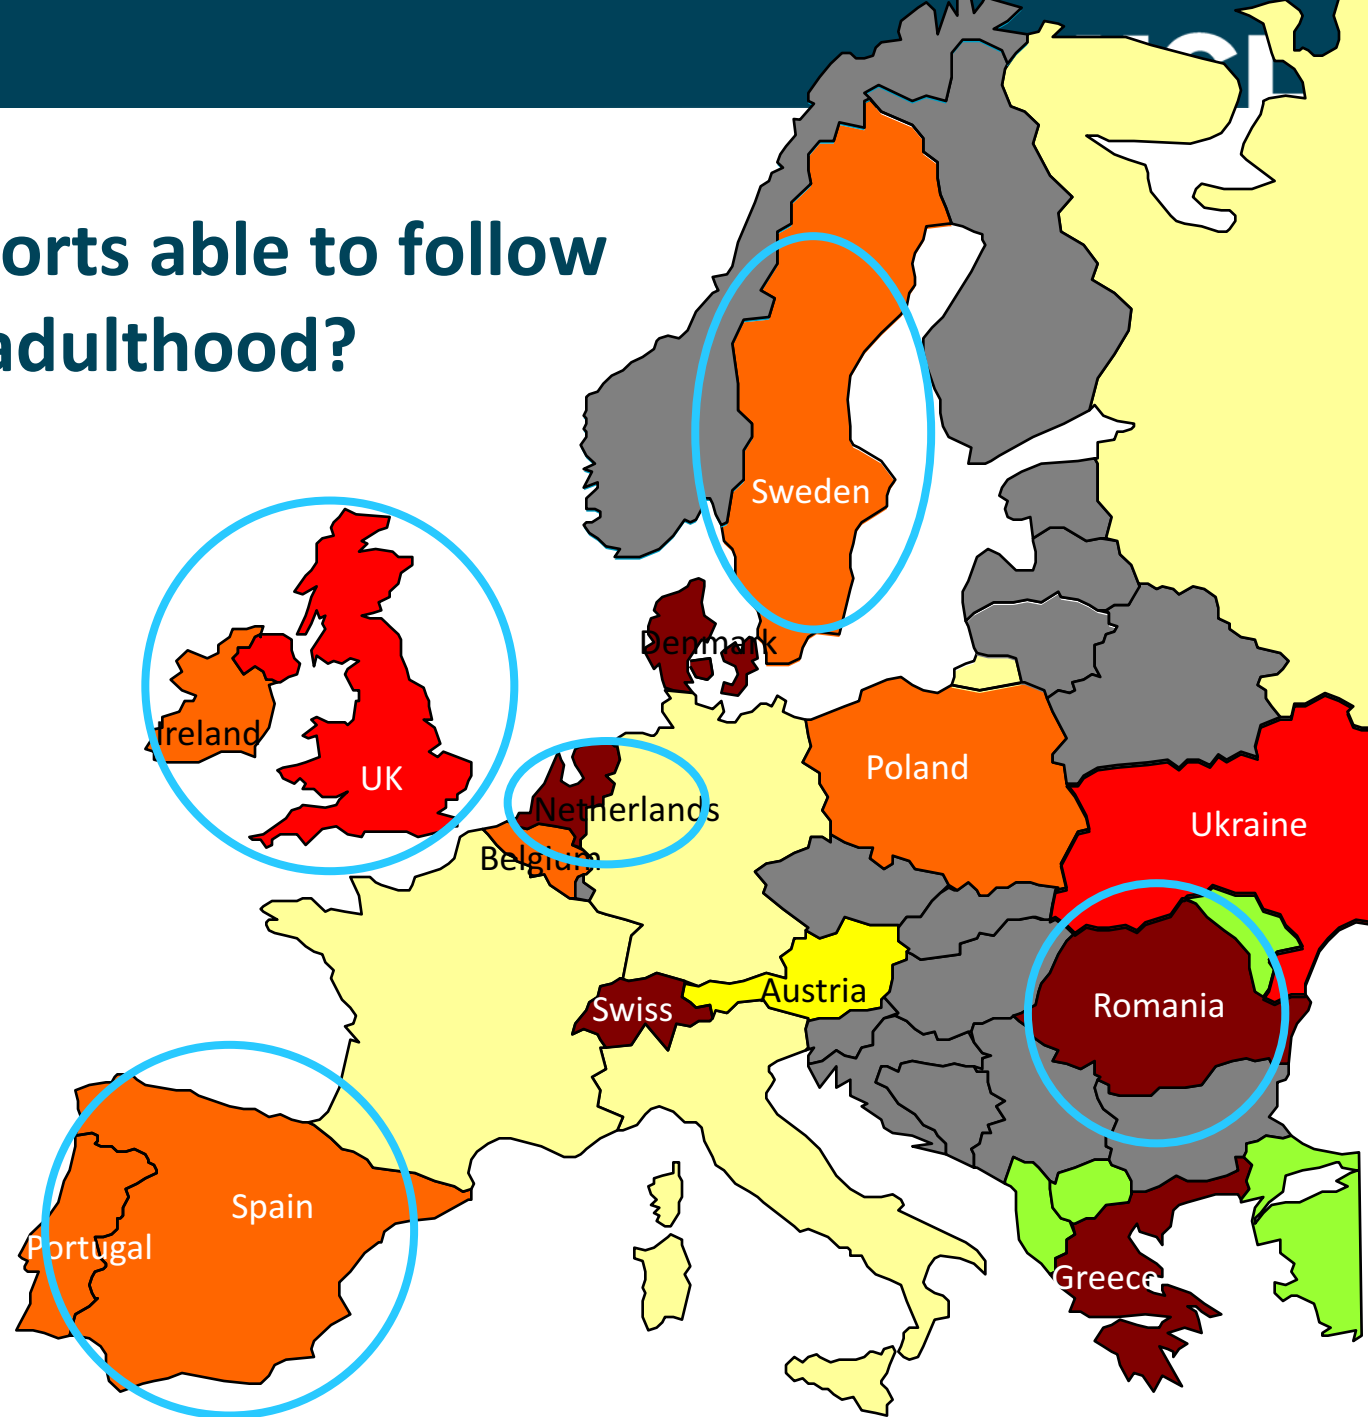 orts able to follow
adulthood?
Sweden
Denmark
Ireland
UK
Poland
Netherlands
Belgium
Ukraine
Austria
Swiss
Romania
Spain
Portugal
Greece